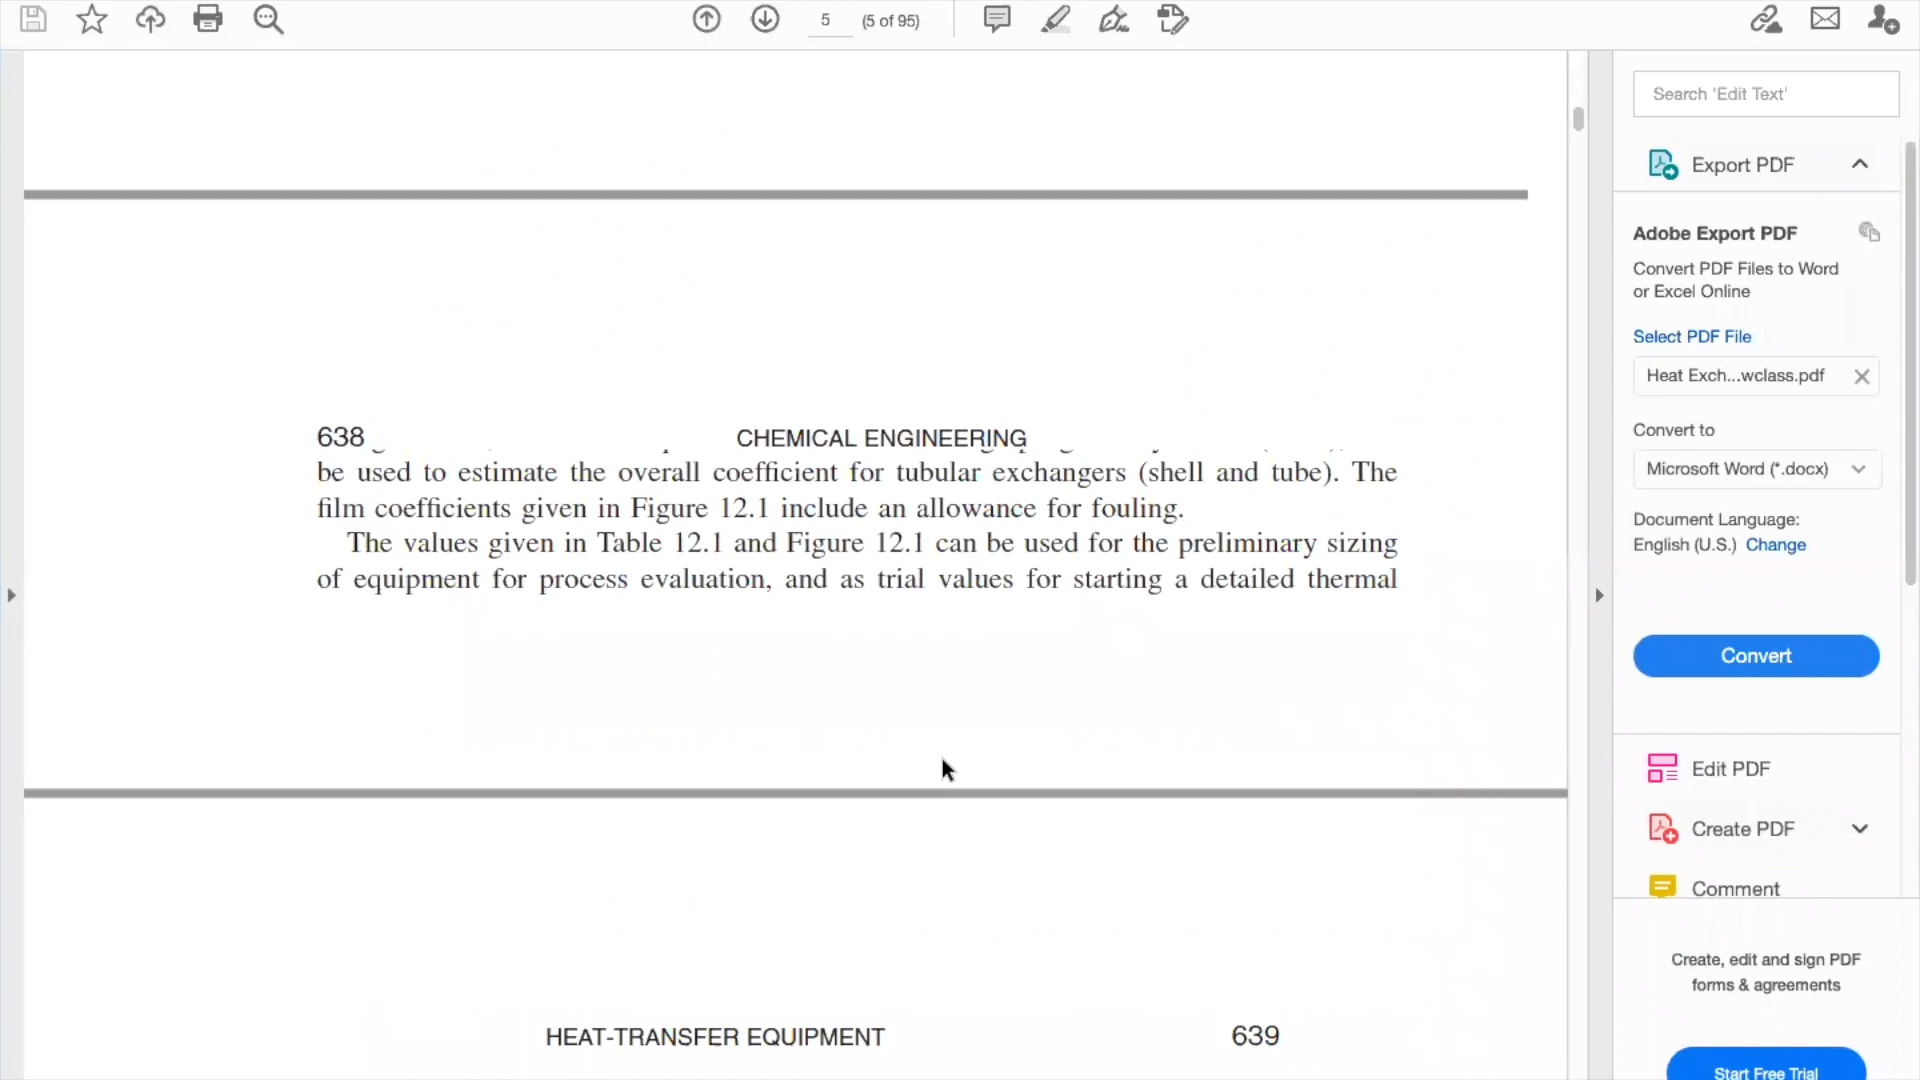 5
(5 of 95)
Search 'Edit Text'
Export PDF
Adobe Export PDF
Convert PDF Files to Word
or Excel Online
Select PDF File
Heat Exch...wclass.pdf
Convert to
Microsoft Word (*.docx)
Document Language:
English (U.S.) Change
Convert
Edit PDF
Create PDF
Comment
Create, edit and sign PDF
forms & agreements
Start Free Trial
638
CHEMICAL ENGINEERING
be used to estimate the overall coefficient for tubular exchangers (shell and tube). The
film coefficients given in Figure 12.1 include an allowance for fouling.
The values given in Table 12.1 and Figure 12.1 can be used for the preliminary sizing
of equipment for process evaluation, and as trial values for starting a detailed thermal
HEAT-TRANSFER EQUIPMENT
639